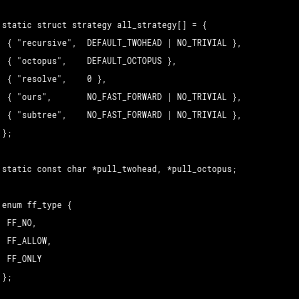 static struct strategy all_strategy[] = {
 { "recursive",  DEFAULT_TWOHEAD | NO_TRIVIAL },
 { "octopus",    DEFAULT_OCTOPUS },
 { "resolve",    0 },
 { "ours",       NO_FAST_FORWARD | NO_TRIVIAL },
 { "subtree",    NO_FAST_FORWARD | NO_TRIVIAL },
};

static const char *pull_twohead, *pull_octopus;

enum ff_type {
 FF_NO,
 FF_ALLOW,
 FF_ONLY
};